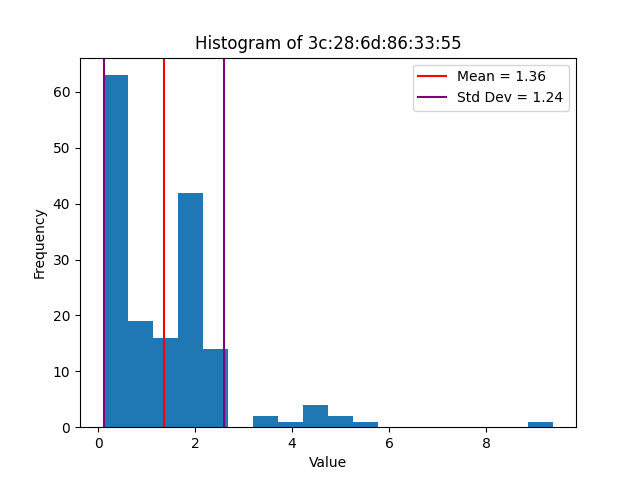 Histogram of 3c:28:6d:86:33:55
Mean = 1.36
Std Dev = 1.24
Frequency
60
50
40
30
20
10
0
0 2 4 6 8
Value